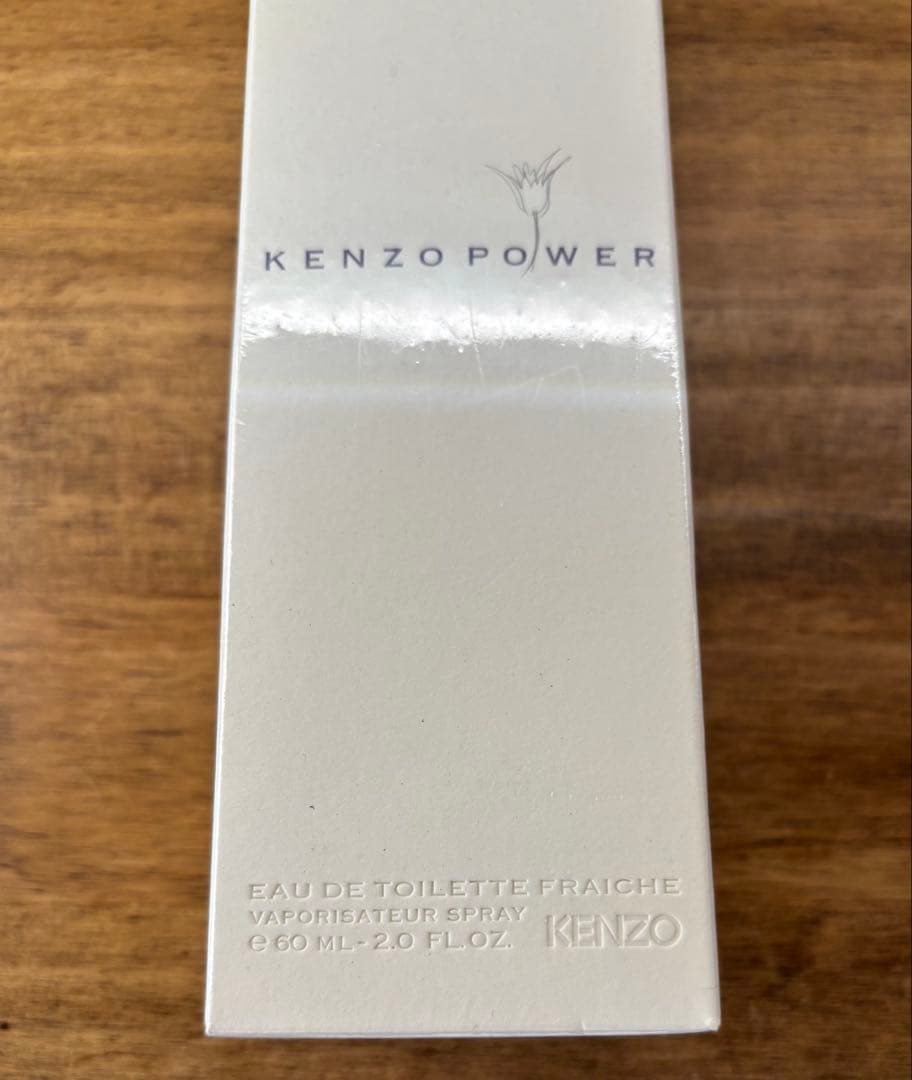 KENZO POWER
EAU DE TOILETTE FRAICHE
VAPORISATEUR SPRAY
℮ 60 ML - 2.0 FL.OZ.
KENZO